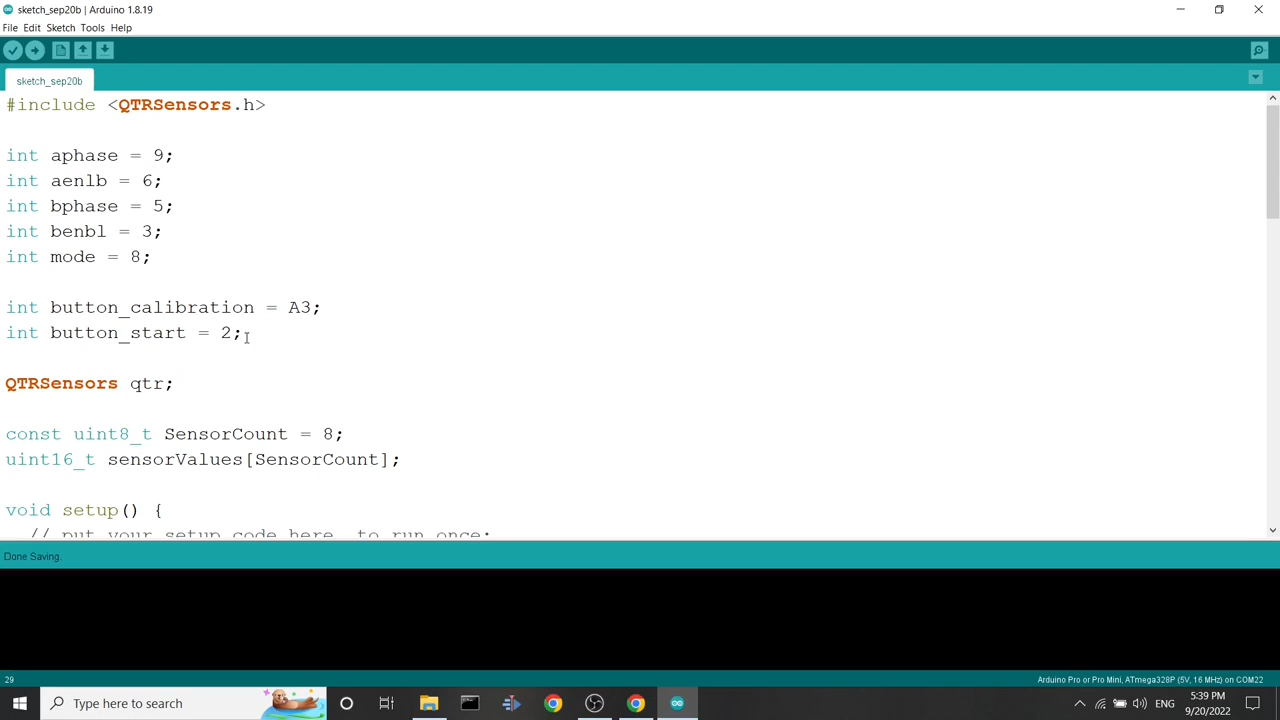 sketch_sep20b | Arduino 1.8.19
File Edit Sketch Tools Help
sketch_sep20b
#include <QTRSensors.h>
int aphase = 9;
int aenlb = 6;
int bphase = 5;
int benbl = 3;
int mode = 8;
int button_calibration = A3;
int button_start = 2;
QTRSensors qtr;
const uint8_t SensorCount = 8;
uint16_t sensorValues[SensorCount];
void setup() {
// put your setup code here, to run once:
Done Saving.
29
Arduino Pro or Pro Mini, ATmega328P (5V, 16 MHz) on COM22
Type here to search
ENG
5:39 PM
9/20/2022